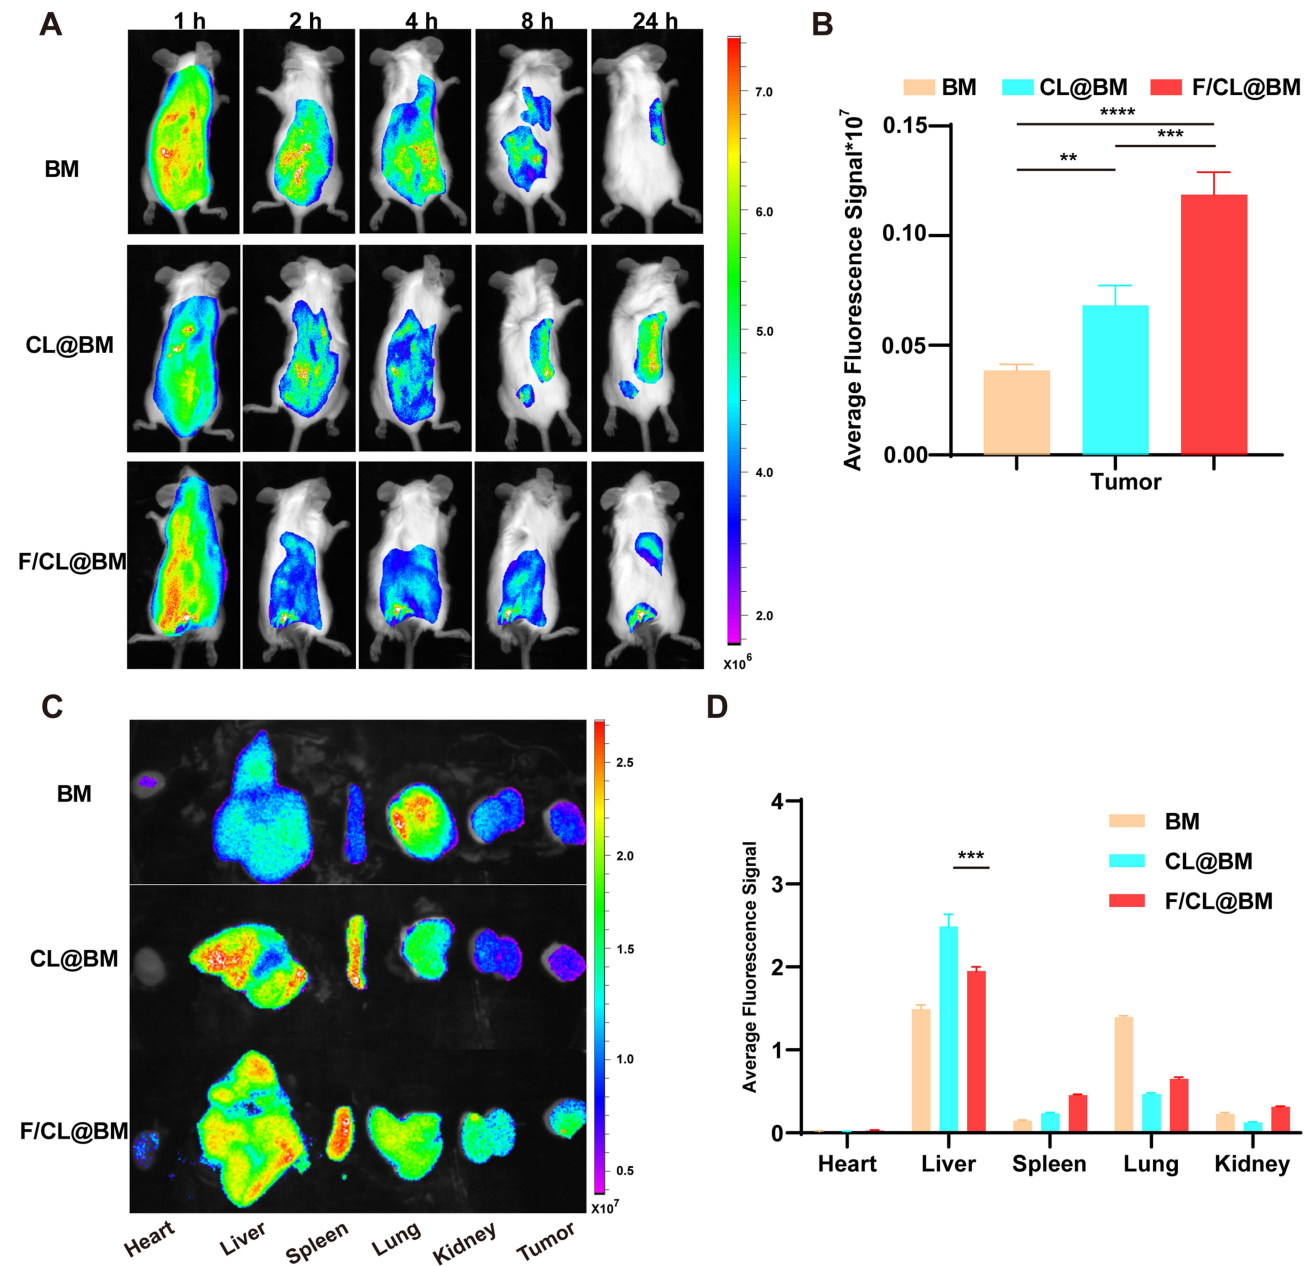 A
1 h 2 h 4 h 8 h 24 h
BM
CL@BM
F/CL@BM
7.0
6.0
5.0
4.0
3.0
2.0
X10⁶
B
BM CL@BM F/CL@BM
Average Fluorescence Signal*10⁷
0.15
0.10
0.05
0.00
****
***
**
Tumor
C
BM
CL@BM
F/CL@BM
2.5
2.0
1.5
1.0
0.5
X10⁷
Heart Liver Spleen Lung Kidney Tumor
D
Average Fluorescence Signal
4
3
2
1
0
***
BM
CL@BM
F/CL@BM
Heart Liver Spleen Lung Kidney